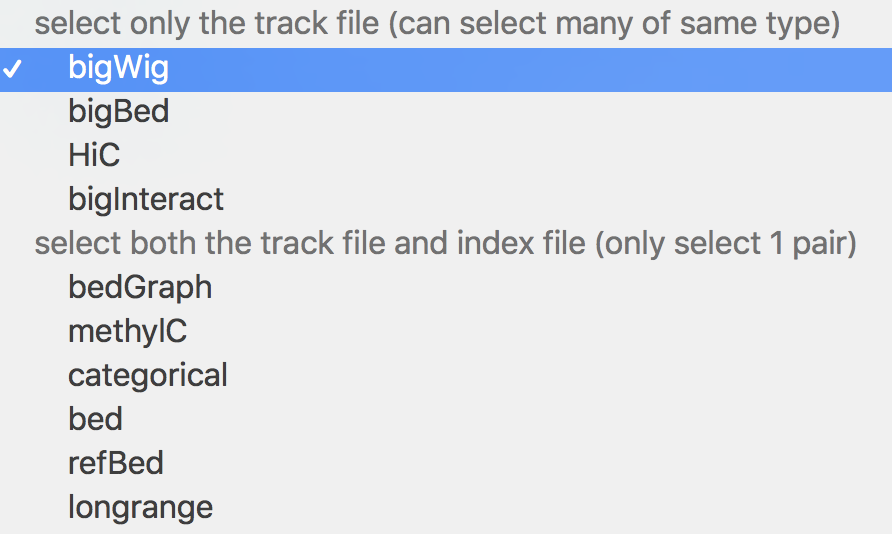 select only the track file (can select many of same type)
✓ bigWig
bigBed
HiC
bigInteract
select both the track file and index file (only select 1 pair)
bedGraph
methylC
categorical
bed
refBed
longrange